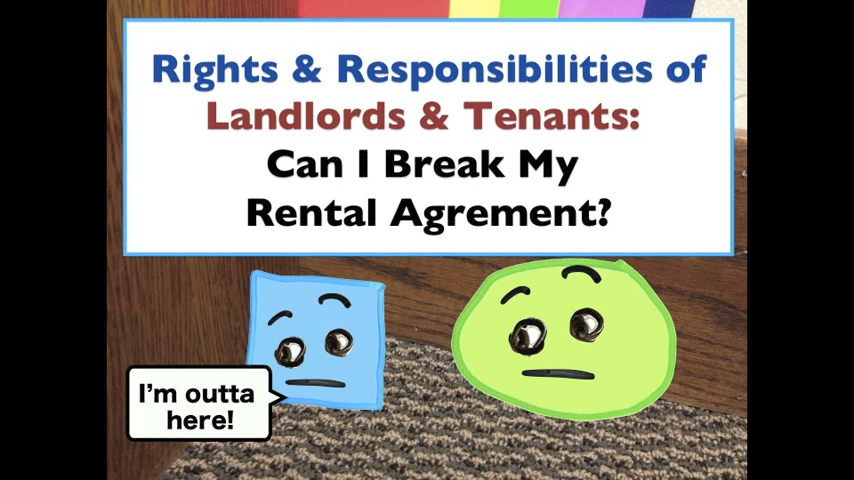 Rights & Responsibilities of
Landlords & Tenants:
Can I Break My
Rental Agrement?
I'm outta
here!